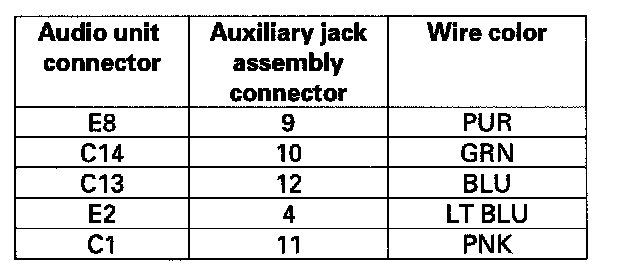 Audio unit connector | Auxiliary jack assembly connector | Wire color
E8 | 9 | PUR
C14 | 10 | GRN
C13 | 12 | BLU
E2 | 4 | LT BLU
C1 | 11 | PNK